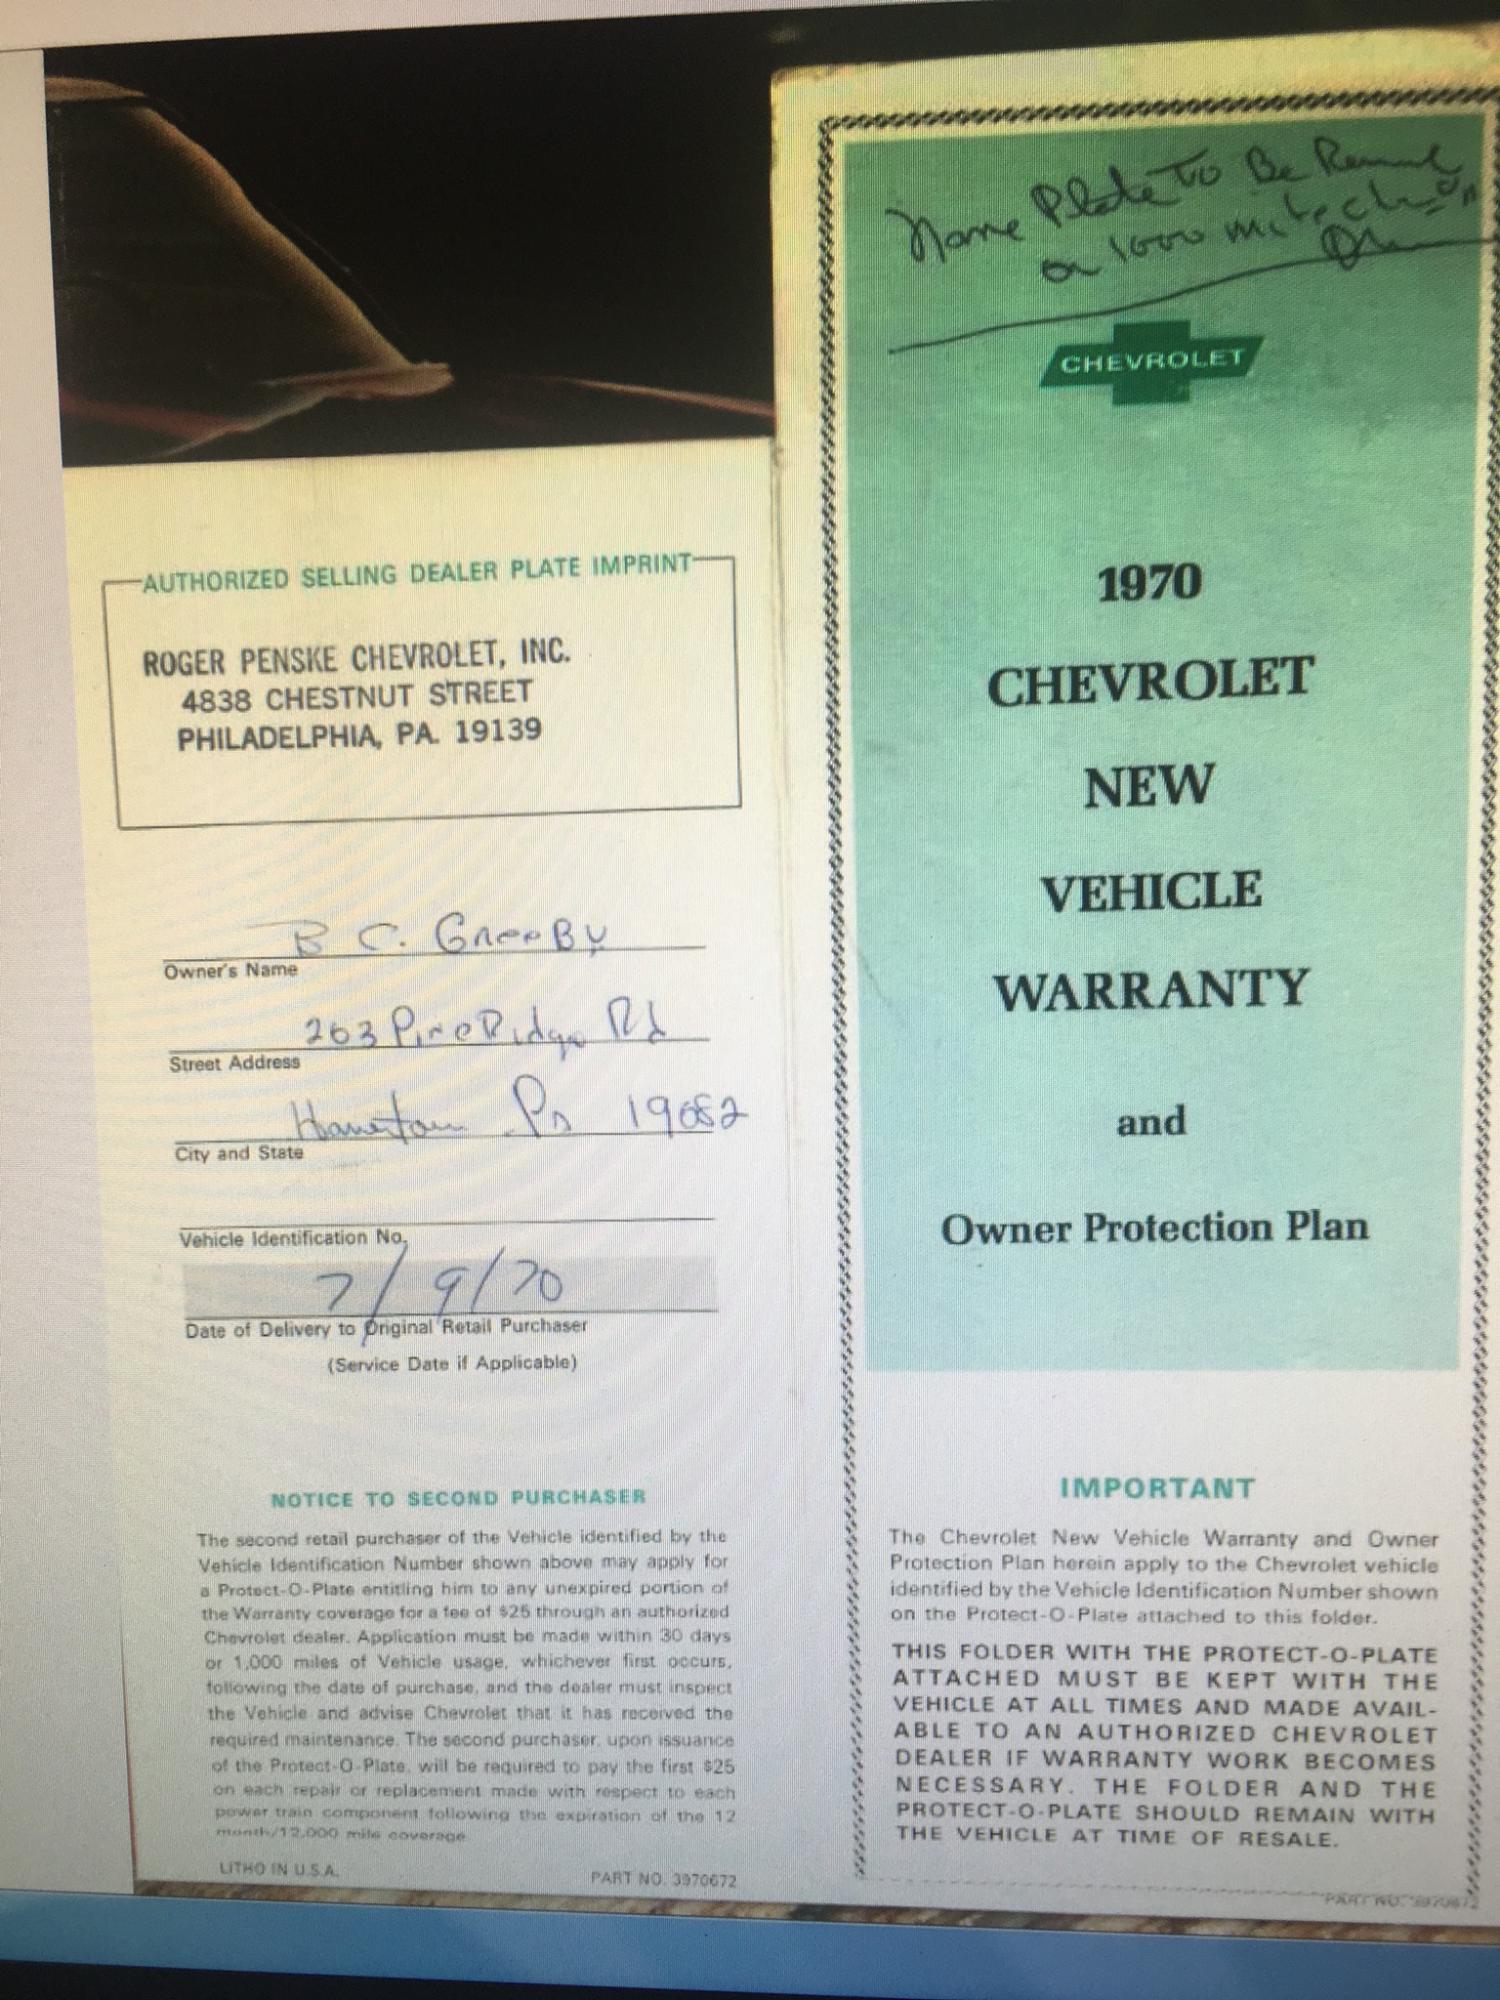 AUTHORIZED SELLING DEALER PLATE IMPRINT
ROGER PENSKE CHEVROLET, INC.
4838 CHESTNUT STREET
PHILADELPHIA, PA. 19139
B C. GreeBy
Owner's Name
203 Pine Ridge Rd
Street Address
Pa 19052
City and State
Vehicle Identification No.
7/9/70
Date of Delivery to Original Retail Purchaser
(Service Date if Applicable)
NOTICE TO SECOND PURCHASER
The second retail purchaser of the Vehicle identified by the
Vehicle Identification Number shown above may apply for
a Protect-O-Plate entitling him to any unexpired portion of
the Warranty coverage for a fee of $25 through an authorized
Chevrolet dealer. Application must be made within 30 days
or 1,000 miles of Vehicle usage, whichever first occurs,
following the date of purchase, and the dealer must inspect
the Vehicle and advise Chevrolet that it has received the
required maintenance. The second purchaser, upon issuance
of the Protect-O-Plate, will be required to pay the first $25
on each repair or replacement made with respect to each
power train component following the expiration of the 12
month/12,000 mile coverage
LITHO IN U.S.A.
PART NO. 3970672
Name Plate To Be
on 1000
CHEVROLET
1970
CHEVROLET
NEW
VEHICLE
WARRANTY
and
Owner Protection Plan
IMPORTANT
The Chevrolet New Vehicle Warranty and Owner
Protection Plan herein apply to the Chevrolet vehicle
identified by the Vehicle Identification Number shown
on the Protect-O-Plate attached to this folder.
THIS FOLDER WITH THE PROTECT-O-PLATE
ATTACHED MUST BE KEPT WITH THE
VEHICLE AT ALL TIMES AND MADE AVAIL-
ABLE TO AN AUTHORIZED CHEVROLET
DEALER IF WARRANTY WORK BECOMES
NECESSARY. THE FOLDER AND THE
PROTECT-O-PLATE SHOULD REMAIN WITH
THE VEHICLE AT TIME OF RESALE.
PART NO. 3970672